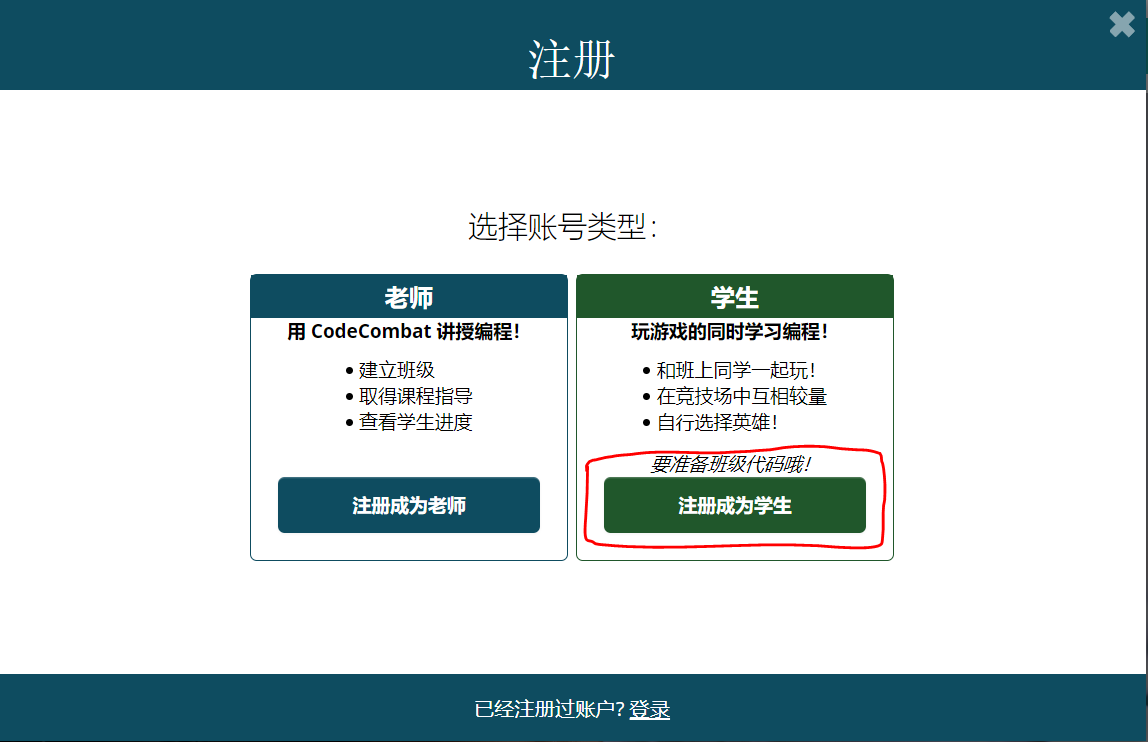 注册
选择账号类型：
老师
用 CodeCombat 讲授编程！
建立班级
取得课程指导
查看学生进度
注册成为老师
学生
玩游戏的同时学习编程！
和班上同学一起玩！
在竞技场中互相较量
自行选择英雄！
要准备班级代码哦！
注册成为学生
已经注册过账户? 登录